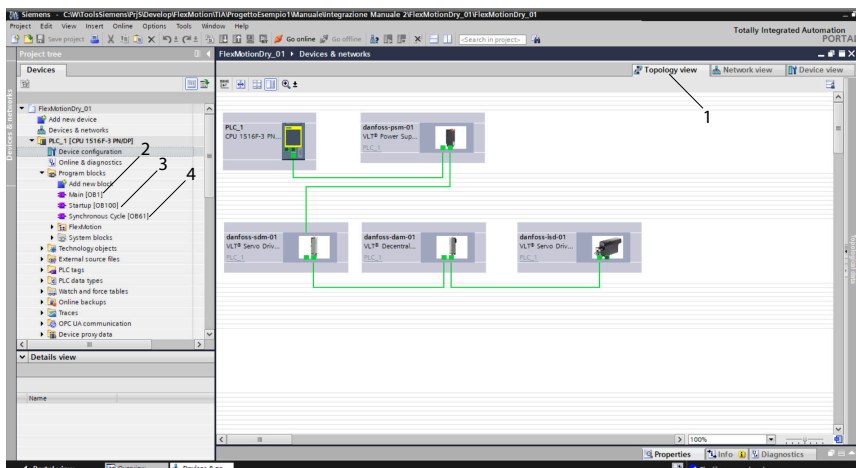 Siemens - C:\WIToolsSiemens\PrjS\Develop\FlexMotion\TIA\ProgettoEsempio1\Manuale\Integrazione Manuale 2\FlexMotionDry_01\FlexMotionDry_01
Project Edit View Insert Online Options Tools Window Help
Totally Integrated Automation
PORTAL
Save project
Go online
Go offline
<Search in project>
Project tree
FlexMotionDry_01 Devices & networks
Devices
Topology view
Network view
Device view
1
Devices & networks
FlexMotionDry_01
Add new device
Devices & networks
PLC_1 [CPU 1516F-3 PN/DP]
Device configuration
Online & diagnostics
Program blocks
Add new block
Main [OB1]
Startup [OB100]
Synchronous Cycle [OB61]
FlexMotion
System blocks
Technology objects
External source files
PLC tags
PLC data types
Watch and force tables
Online backups
Traces
OPC UA communication
Device proxy data
2
3
4
PLC_1
CPU 1516F-3 PN...
danfoss-psm-01
VLT® Power Sup...
PLC_1
danfoss-sdm-01
VLT® Servo Driv...
PLC_1
danfoss-dam-01
VLT® Decentral...
PLC_1
danfoss-isd-01
VLT® Servo Driv...
PLC_1
Details view
Name
100%
Properties
Info
Diagnostics